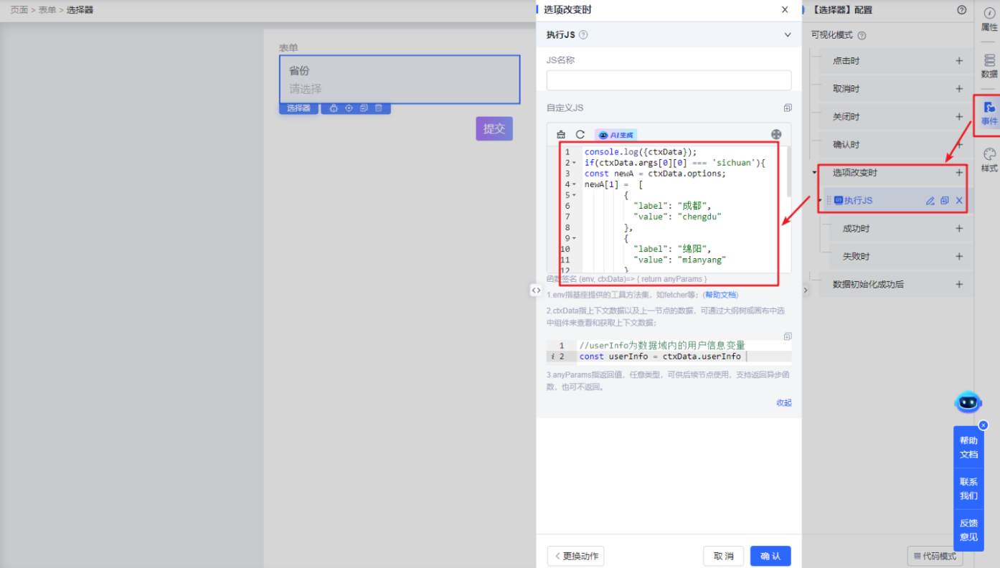 页面 > 表单 > 选择器
表单
省份
请选择
选择器
提交
选项改变时
执行JS
JS名称
自定义JS
AI生成
1 console.log({ctxData});
2 if(ctxData.args[0][0] === 'sichuan'){
3 const newA = ctxData.options;
4 newA[1] = [
5 {
6 "label": "成都",
7 "value": "chengdu"
8 },
9 {
10 "label": "绵阳",
11 "value": "mianyang"
12 }
函数签名 (env, ctxData)=> { return anyParams }
1.env指基座提供的工具方法集，如fetcher等；(帮助文档)
2.ctxData指上下文数据以及上一节点的数据，可通过大纲树或画布中选
中组件来查看和获取上下文数据；
1 //userInfo为数据域内的用户信息变量
i 2 const userInfo = ctxData.userInfo
3.anyParams指返回值，任意类型，可供后续节点使用，支持返回异步函
数，也可不返回。
收起
更换动作
取 消
确 认
【选择器】配置
可视化模式
点击时
取消时
关闭时
确认时
选项改变时
执行JS
成功时
失败时
数据初始化成功后
代码模式
属性
数据
事件
样式
帮助
文档
联系
我们
反馈
意见